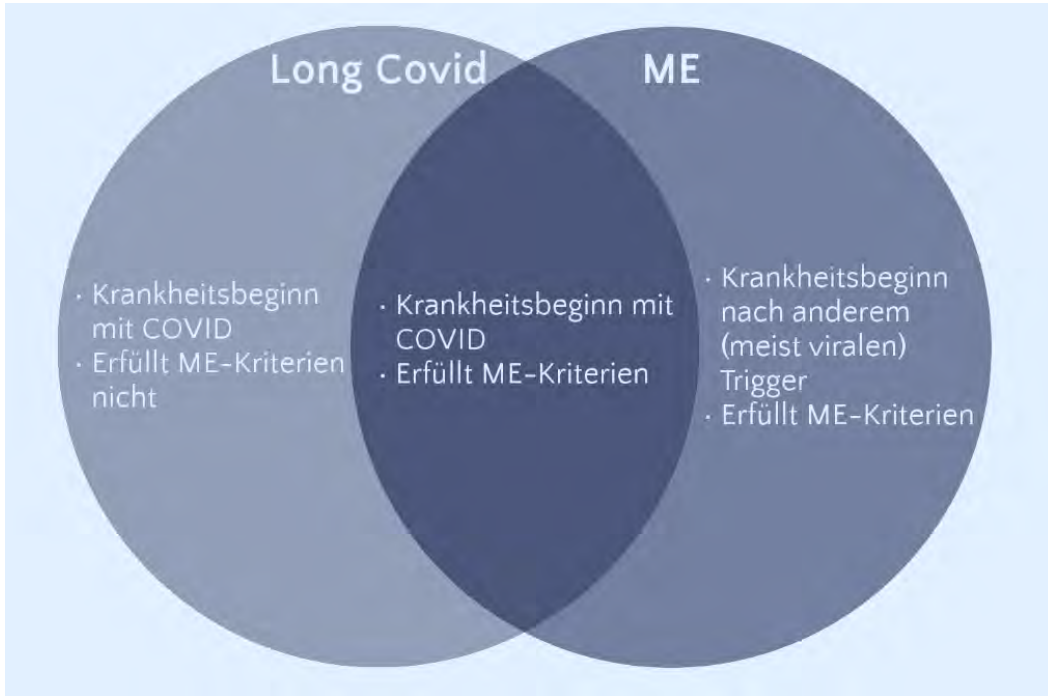 Long Covid
ME
· Krankheitsbeginn
mit COVID
· Erfüllt ME-Kriterien
nicht
· Krankheitsbeginn mit
COVID
· Erfüllt ME-Kriterien
· Krankheitsbeginn
nach anderem
(meist viralen)
Trigger
· Erfüllt ME-Kriterien